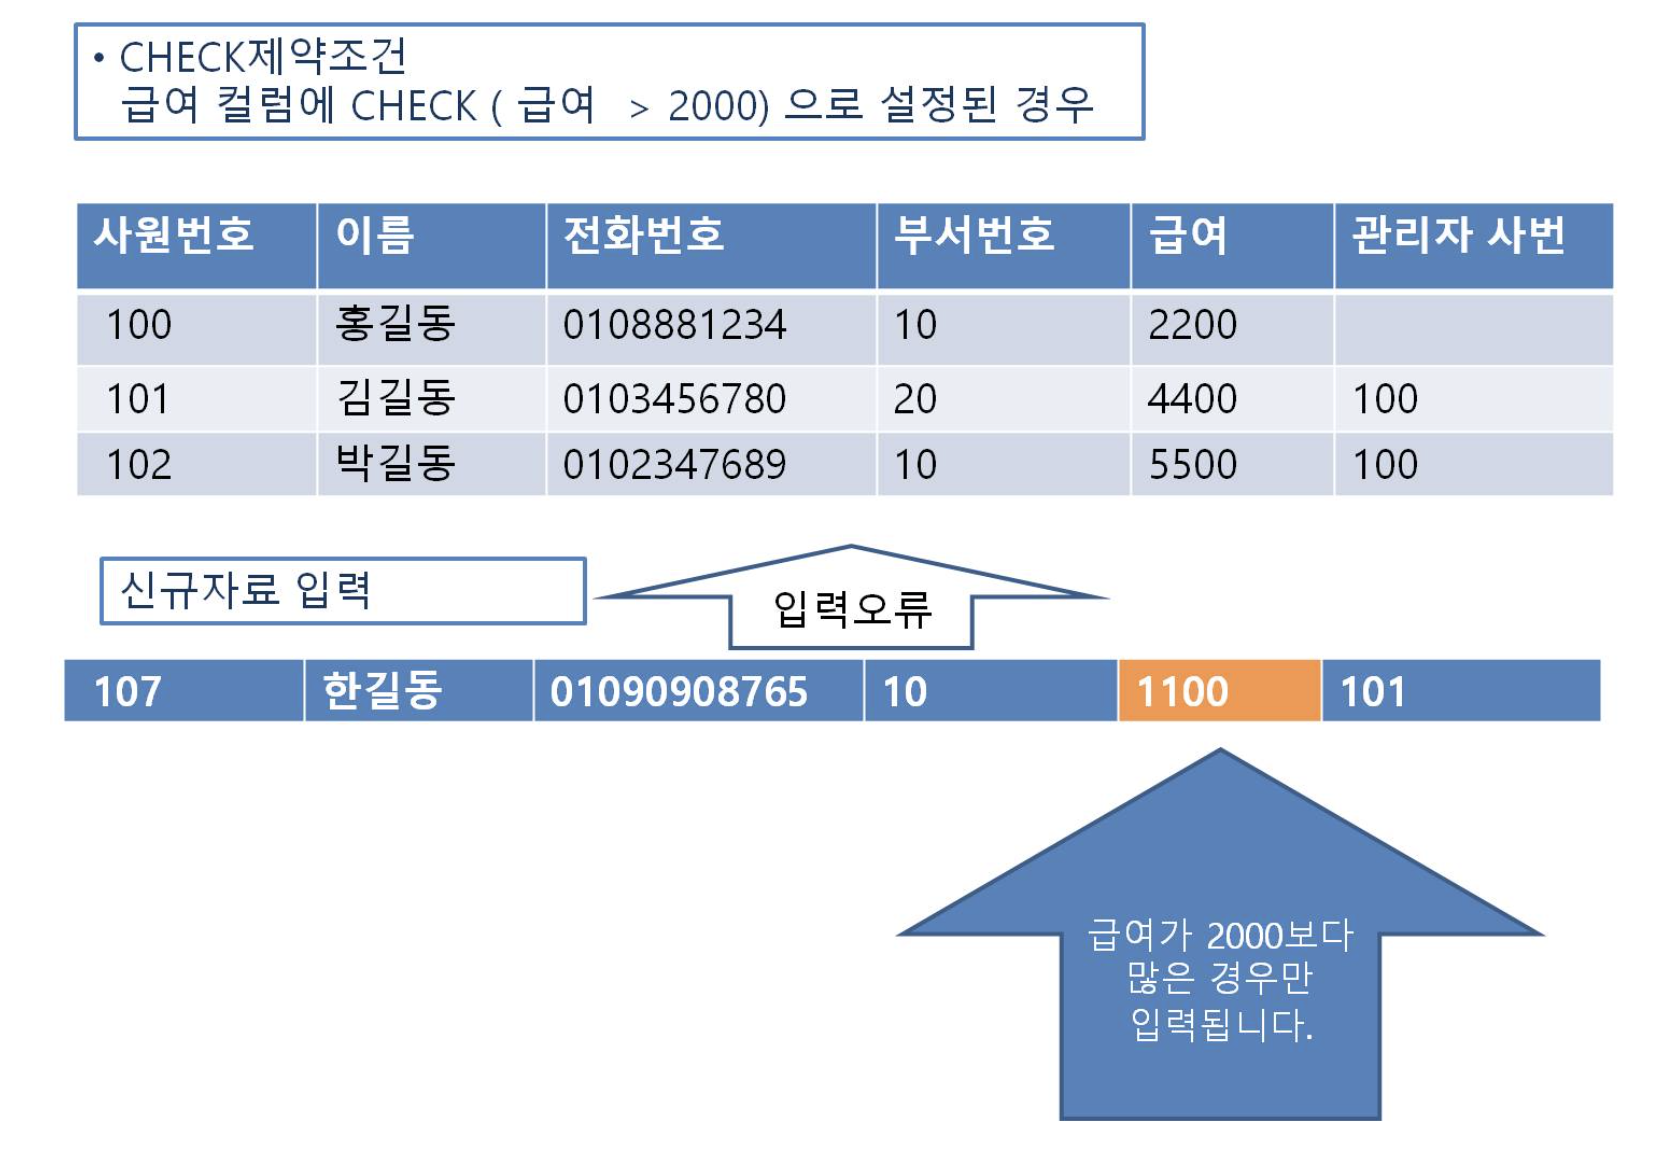 • CHECK제약조건
급여 컬럼에 CHECK ( 급여 > 2000) 으로 설정된 경우
사원번호 이름 전화번호 부서번호 급여 관리자 사번
100 홍길동 0108881234 10 2200
101 김길동 0103456780 20 4400 100
102 박길동 0102347689 10 5500 100
신규자료 입력
입력오류
107 한길동 01090908765 10 1100 101
급여가 2000보다
많은 경우만
입력됩니다.